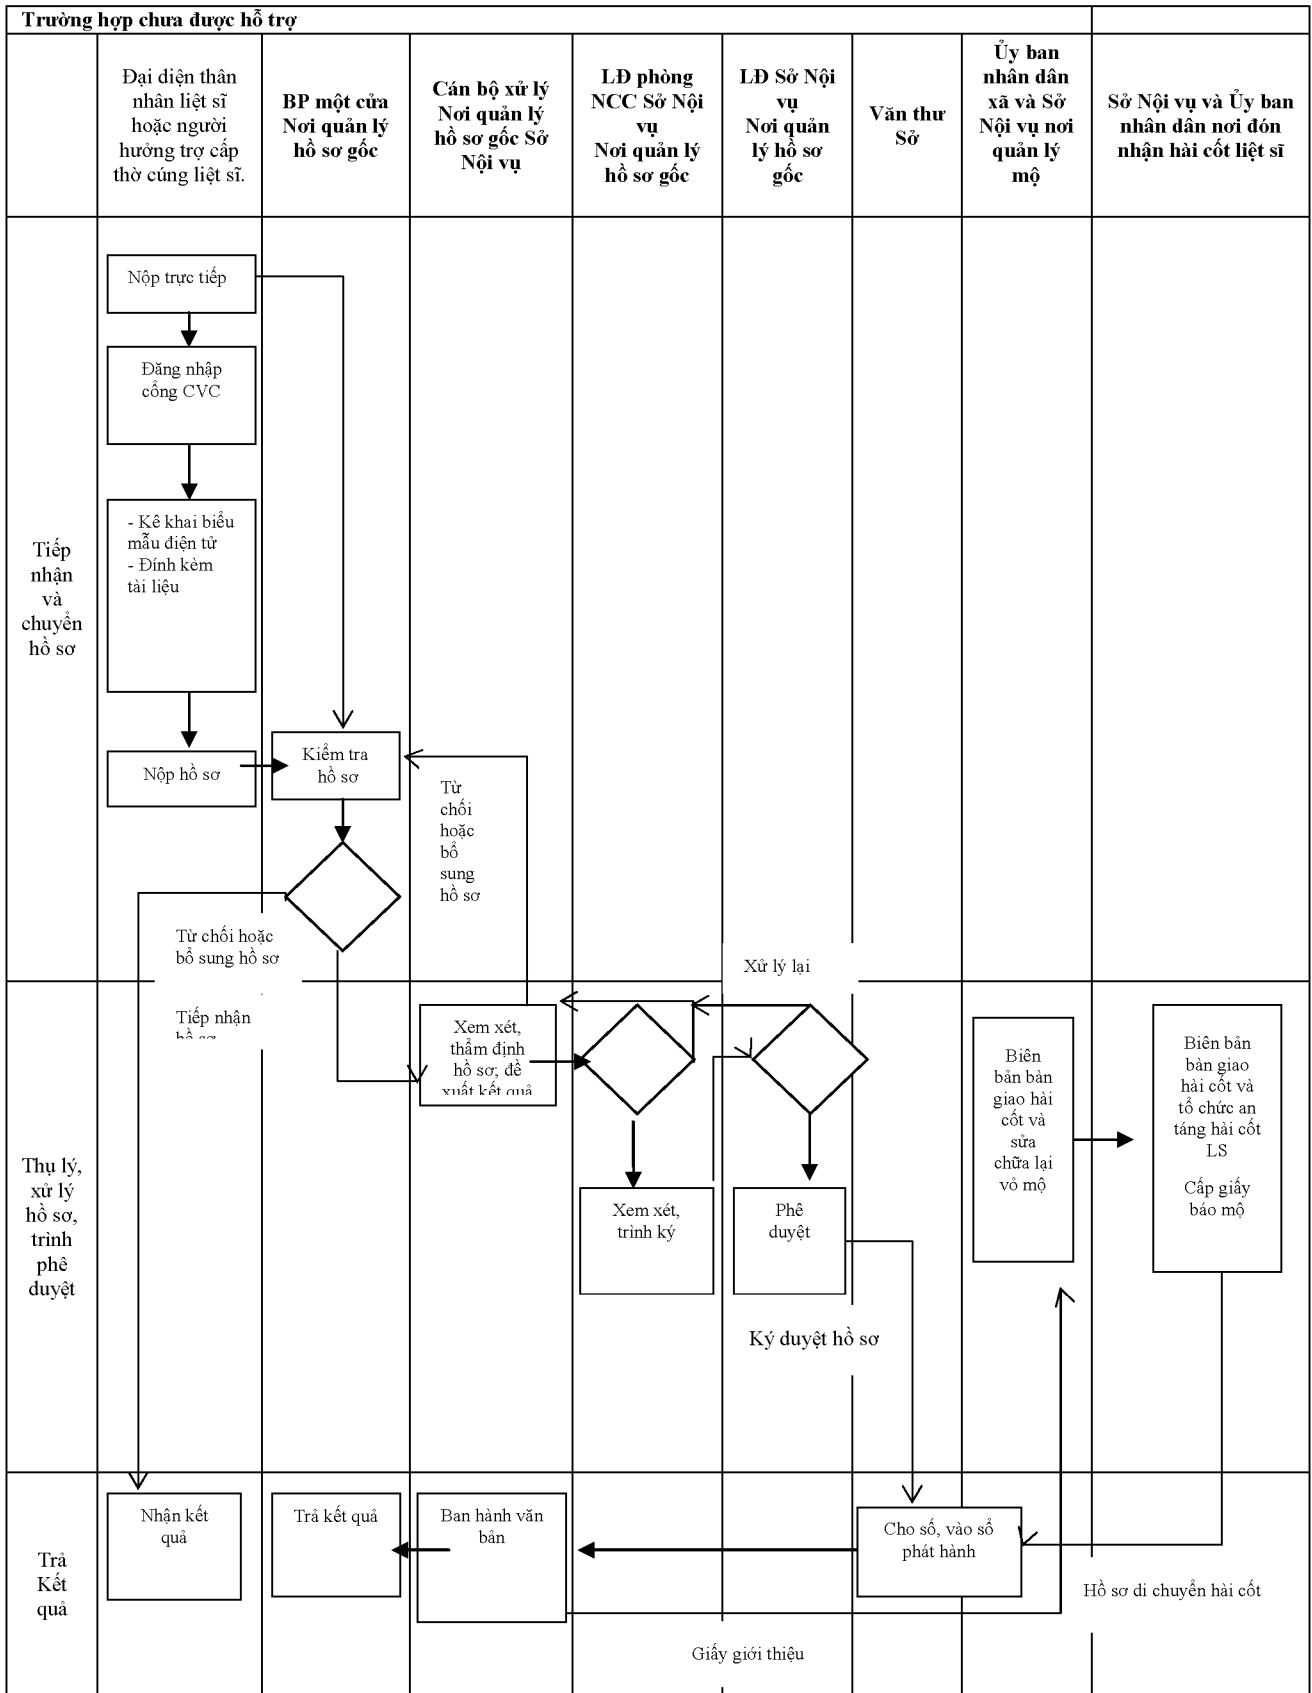 Trường hợp chưa được hỗ trợ
Đại diện thân
nhân liệt sĩ
hoặc người
hưởng trợ cấp
thờ cúng liệt sĩ.
BP một cửa
Nơi quản lý
hồ sơ gốc
Cán bộ xử lý
Nơi quản lý
hồ sơ gốc Sở
Nội vụ
LĐ phòng
NCC Sở Nội
vụ
Nơi quản lý
hồ sơ gốc
LĐ Sở Nội
vụ
Nơi quản
lý hồ sơ
gốc
Văn thư
Sở
Ủy ban
nhân dân
xã và Sở
Nội vụ nơi
quản lý
mộ
Sở Nội vụ và Ủy ban
nhân dân nơi đón
nhận hài cốt liệt sĩ
Tiếp
nhận
và
chuyển
hồ sơ
Nộp trực tiếp
Đăng nhập
cổng CVC
- Kê khai biểu
mẫu điện tử
- Đính kèm
tài liệu
Nộp hồ sơ
Kiểm tra
hồ sơ
Từ
chối
hoặc
bổ
sung
hồ sơ
Từ chối hoặc
bổ sung hồ sơ
Xử lý lại
Thụ lý,
xử lý
hồ sơ,
trình
phê
duyệt
Tiếp nhận
hồ sơ
Xem xét,
thẩm định
hồ sơ; đề
xuất kết quả
Xem xét,
trình ký
Phê
duyệt
Ký duyệt hồ sơ
Biên
bản bàn
giao hài
cốt và
sửa
chữa lại
vỏ mộ
Biên bản
bàn giao
hài cốt và
tổ chức an
táng hài cốt
LS
Cấp giấy
báo mộ
Trả
Kết
quả
Nhận kết
quả
Trả kết quả
Ban hành văn
bản
Cho số, vào sổ
phát hành
Hồ sơ di chuyển hài cốt
Giấy giới thiệu